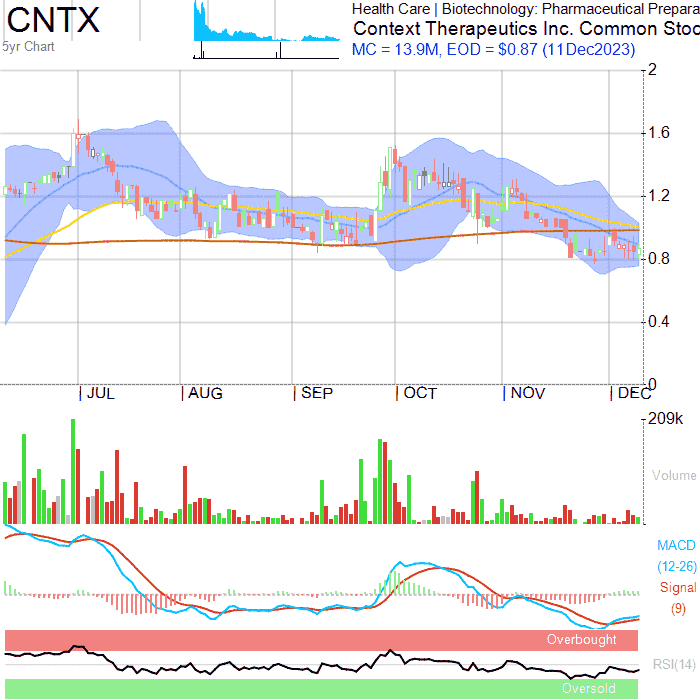 CNTX
5yr Chart
Health Care | Biotechnology: Pharmaceutical Prepara
Context Therapeutics Inc. Common Stoc
MC = 13.9M, EOD = $0.87 (11Dec2023)
2
1.6
1.2
0.8
0.4
0
JUL AUG SEP OCT NOV DEC
209k
Volume
MACD
(12-26)
Signal
(9)
Overbought
RSI(14)
Oversold